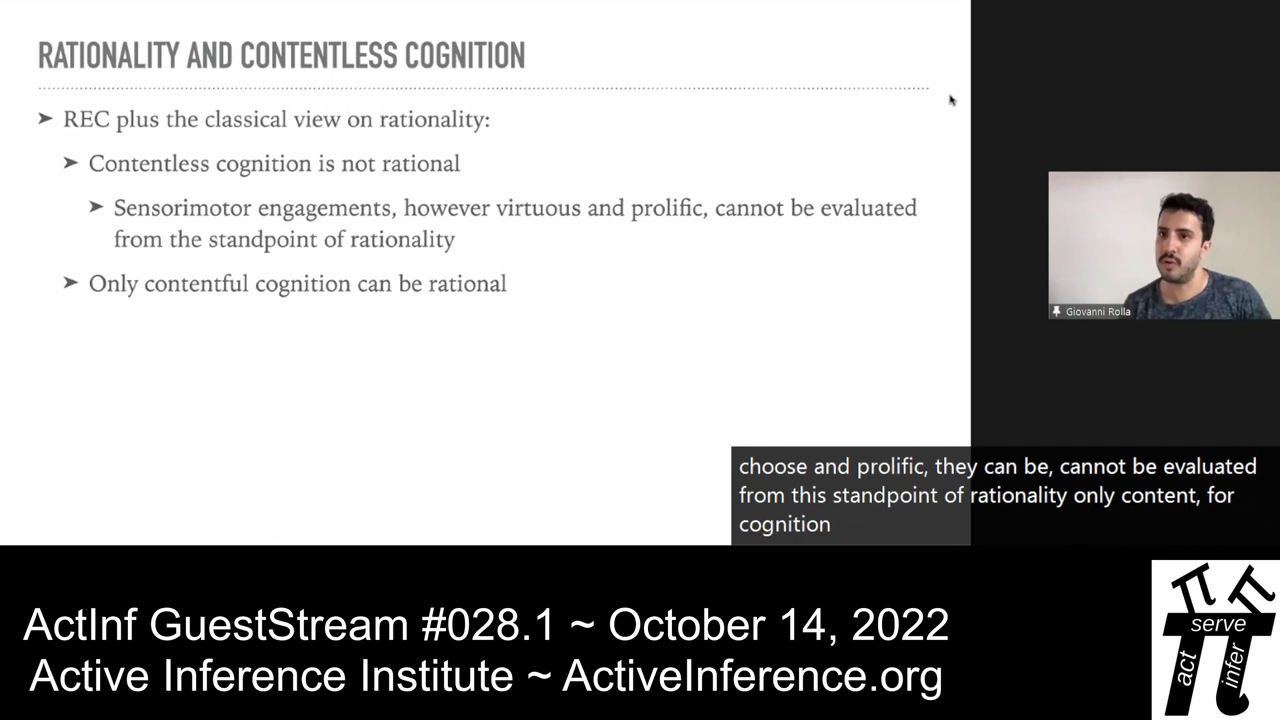 RATIONALITY AND CONTENTLESS COGNITION
➤ REC plus the classical view on rationality:
➤ Contentless cognition is not rational
➤ Sensorimotor engagements, however virtuous and prolific, cannot be evaluated
from the standpoint of rationality
➤ Only contentful cognition can be rational
Giovanni Rolla
choose and prolific, they can be, cannot be evaluated
from this standpoint of rationality only content, for
cognition
ActInf GuestStream #028.1 ~ October 14, 2022
Active Inference Institute ~ ActiveInference.org
serve
act
infer